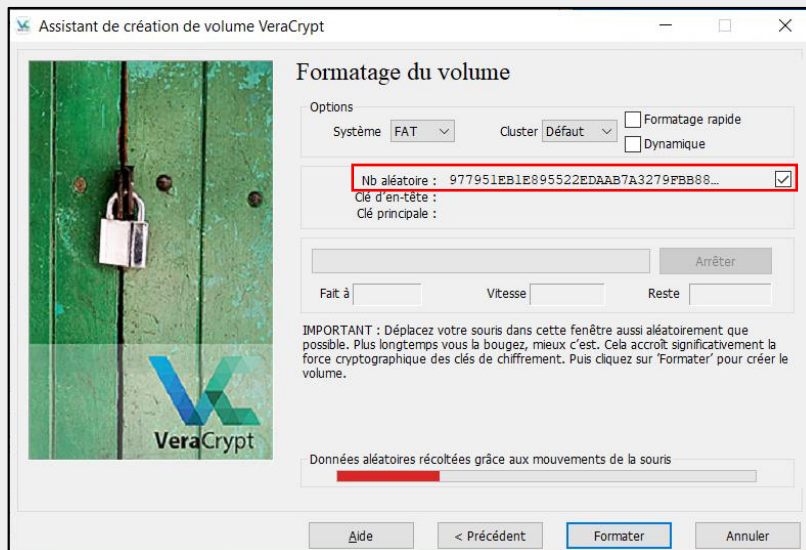 Assistant de création de volume VeraCrypt
Formatage du volume
Options
Système FAT Cluster Défaut Formatage rapide
Dynamique
Nb aléatoire : 977951EB1E895522EDAAB7A3279FBB88...
Clé d'en-tête :
Clé principale :
Arrêter
Fait à Vitesse Reste
IMPORTANT : Déplacez votre souris dans cette fenêtre aussi aléatoirement que
possible. Plus longtemps vous la bougez, mieux c'est. Cela accroît significativement la
force cryptographique des clés de chiffrement. Puis cliquez sur 'Formater' pour créer le
volume.
VeraCrypt
Données aléatoires récoltées grâce aux mouvements de la souris
Aide < Précédent Formater Annuler